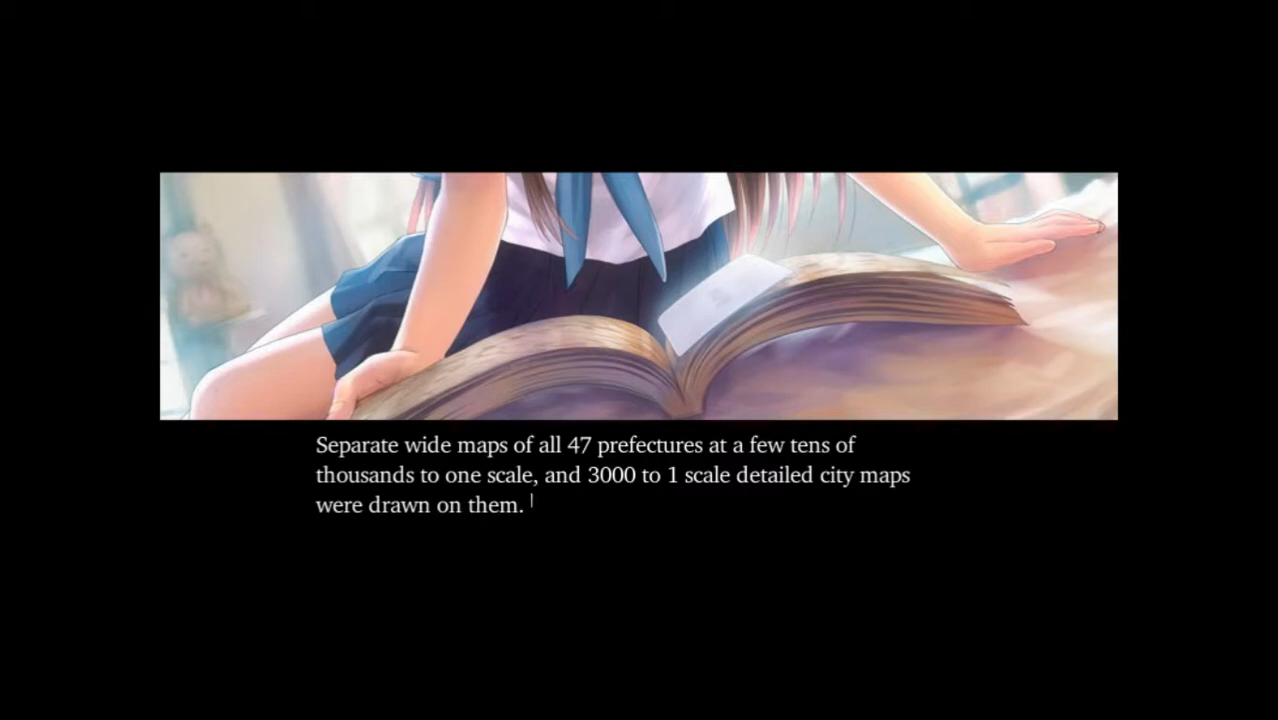 Separate wide maps of all 47 prefectures at a few tens of
thousands to one scale, and 3000 to 1 scale detailed city maps
were drawn on them.